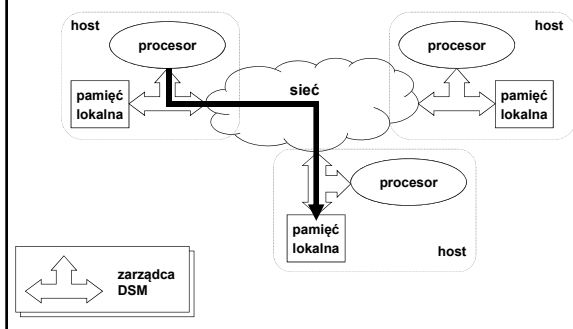 host
procesor
pamięć
lokalna
sieć
host
procesor
pamięć
lokalna
procesor
pamięć
lokalna
host
zarządca
DSM